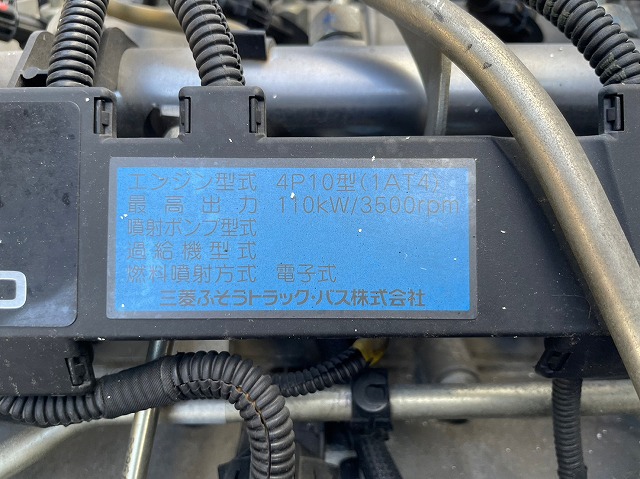 エンジン型式 4P10型(1AT4)
最高出力 110kW/3500rpm
噴射ポンプ型式
過給機型式
燃料噴射方式 電子式
三菱ふそうトラック・バス株式会社